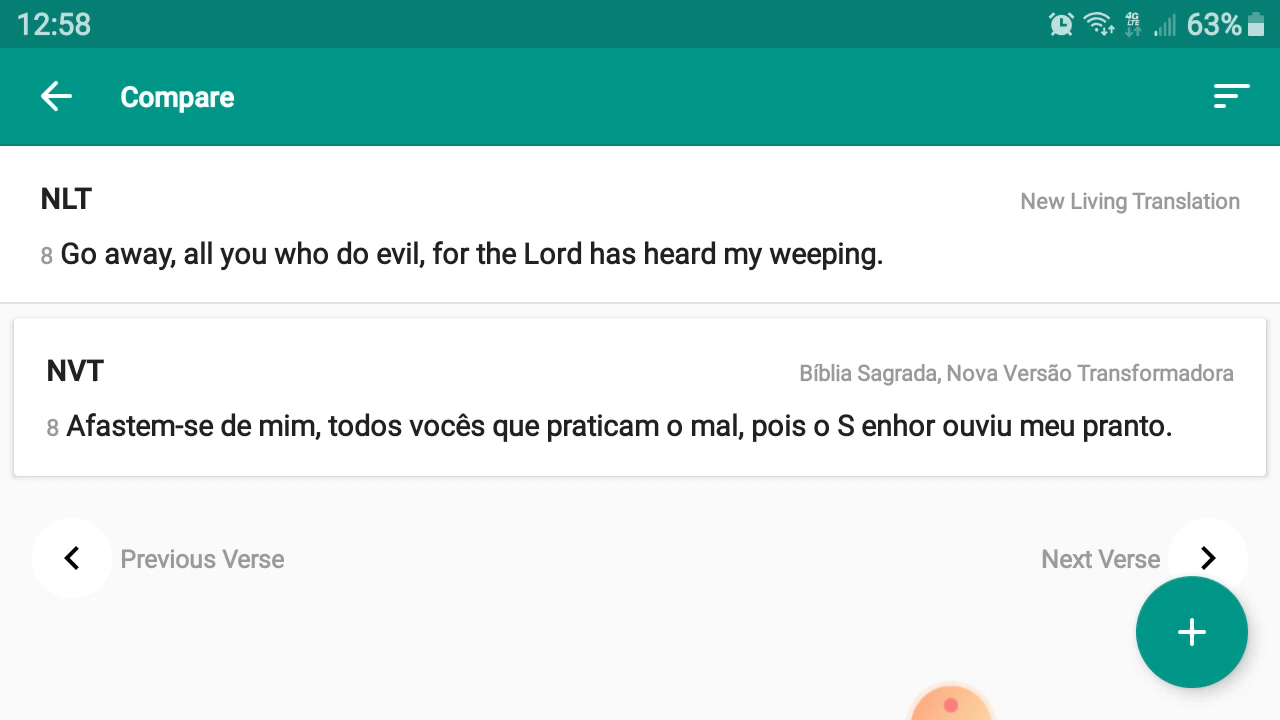 12:58
4G LTE 63%
Compare
NLT
New Living Translation
8 Go away, all you who do evil, for the Lord has heard my weeping.
NVT
Bíblia Sagrada, Nova Versão Transformadora
8 Afastem-se de mim, todos vocês que praticam o mal, pois o S enhor ouviu meu pranto.
Previous Verse
Next Verse